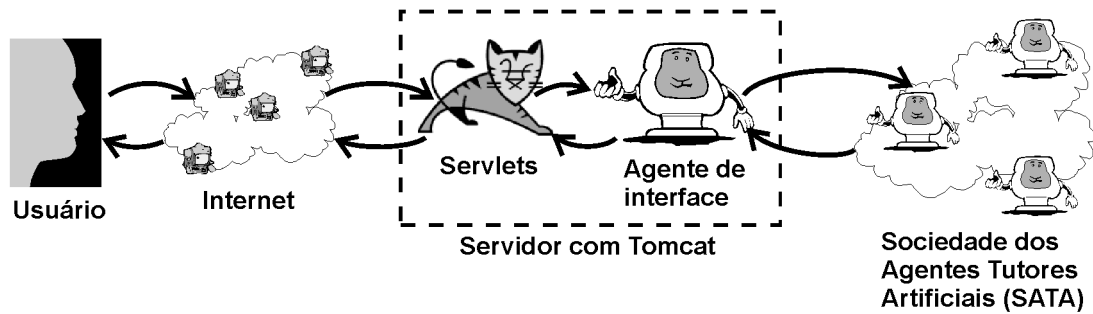 Usuário
Internet
Servlets
Agente de
interface
Servidor com Tomcat
Sociedade dos
Agentes Tutores
Artificiais (SATA)